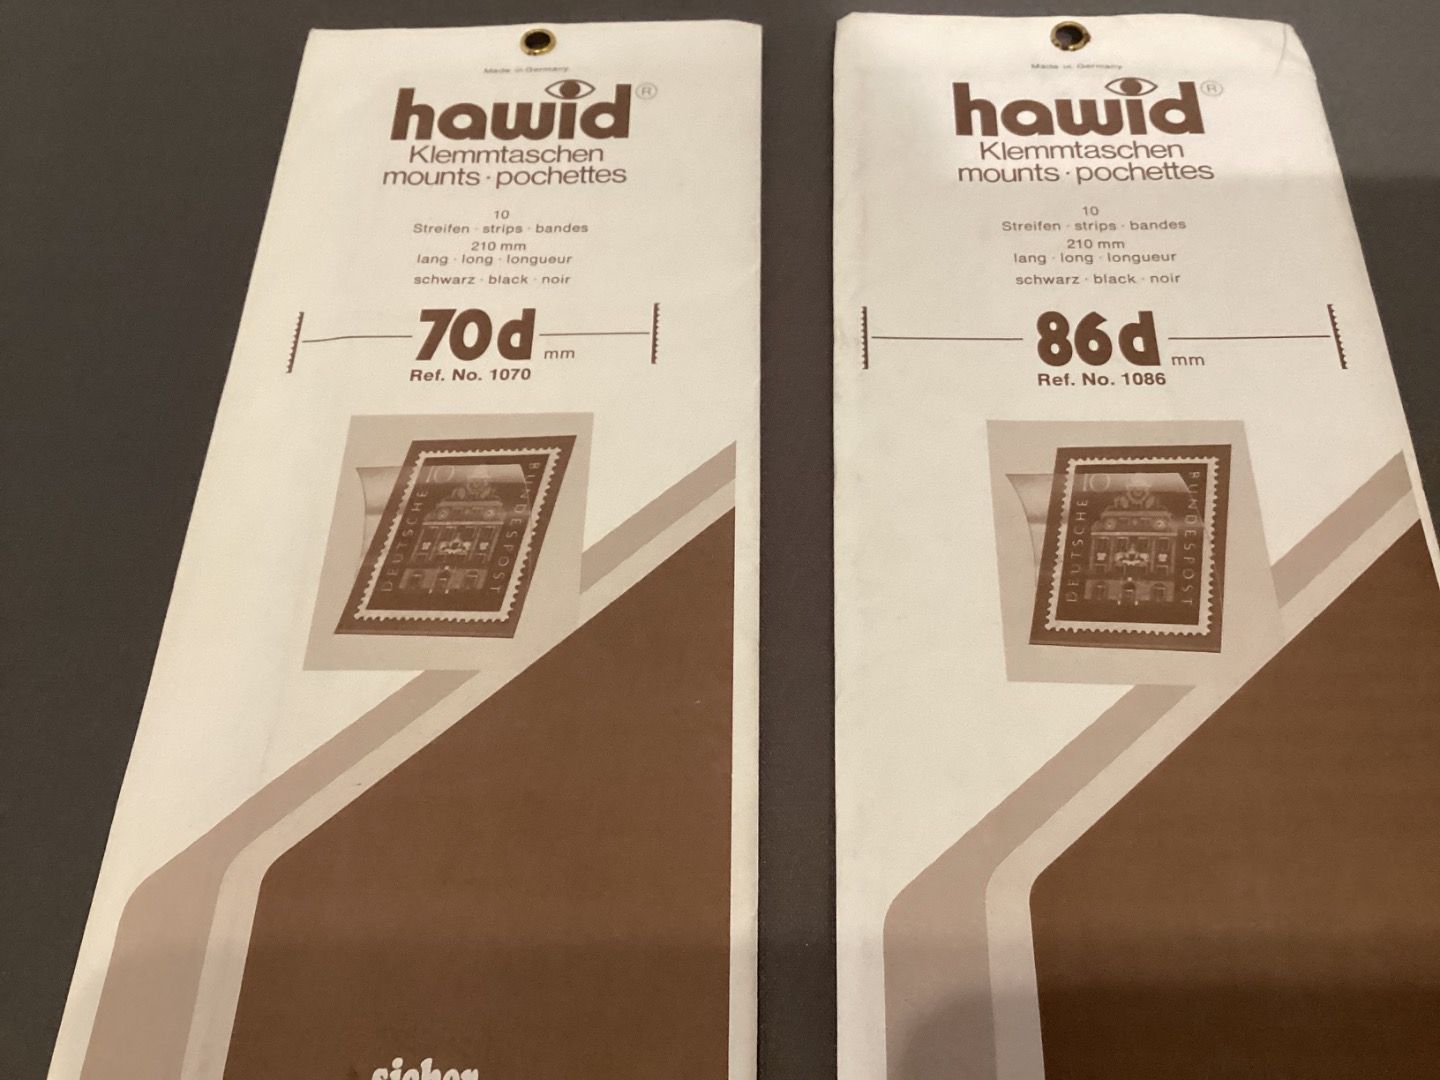 Made in Germany
hawid ®
Klemmtaschen
mounts · pochettes
10
Streifen · strips · bandes
210 mm
lang · long · longueur
schwarz · black · noir
70d mm
Ref. No. 1070
10
DEUTSCHE
BUNDESPOST
sicher
Made in Germany
hawid ®
Klemmtaschen
mounts · pochettes
10
Streifen · strips · bandes
210 mm
lang · long · longueur
schwarz · black · noir
86d mm
Ref. No. 1086
10
DEUTSCHE
BUNDESPOST